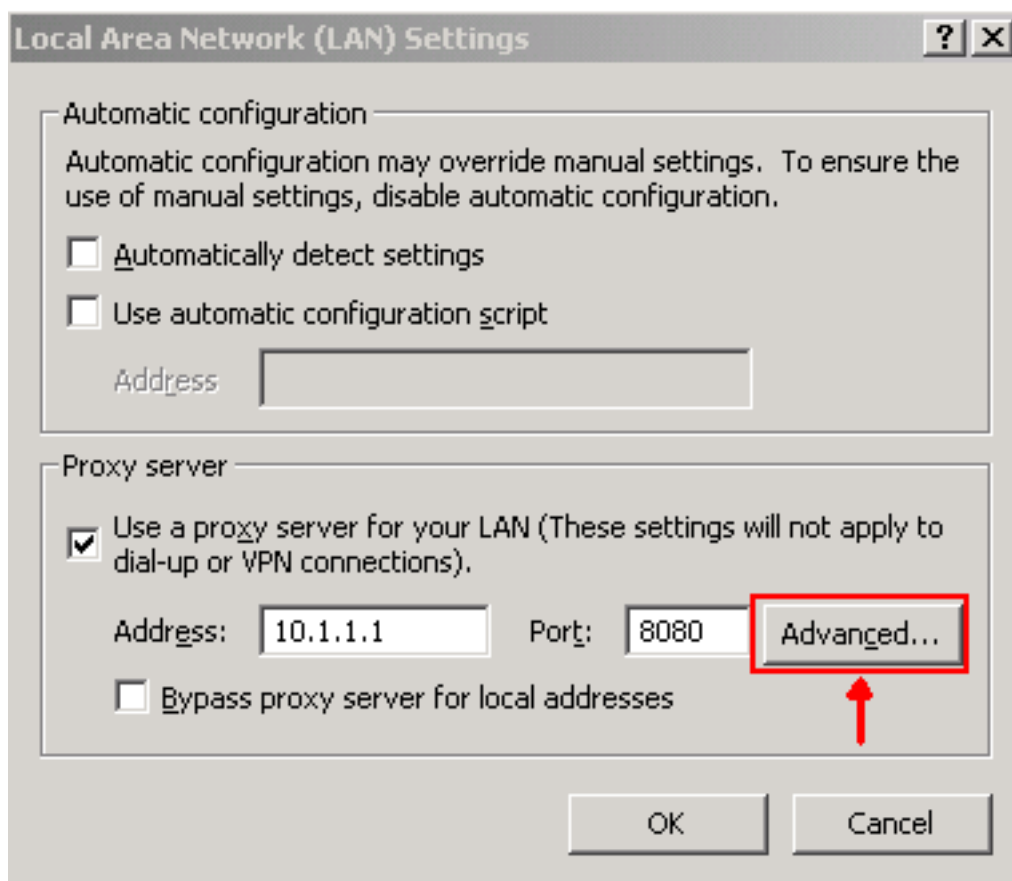 Local Area Network (LAN) Settings
Automatic configuration
Automatic configuration may override manual settings.  To ensure the
use of manual settings, disable automatic configuration.
Automatically detect settings
Use automatic configuration script
Address
Proxy server
Use a proxy server for your LAN (These settings will not apply to
dial-up or VPN connections).
Address: 10.1.1.1 Port: 8080 Advanced...
Bypass proxy server for local addresses
OK Cancel